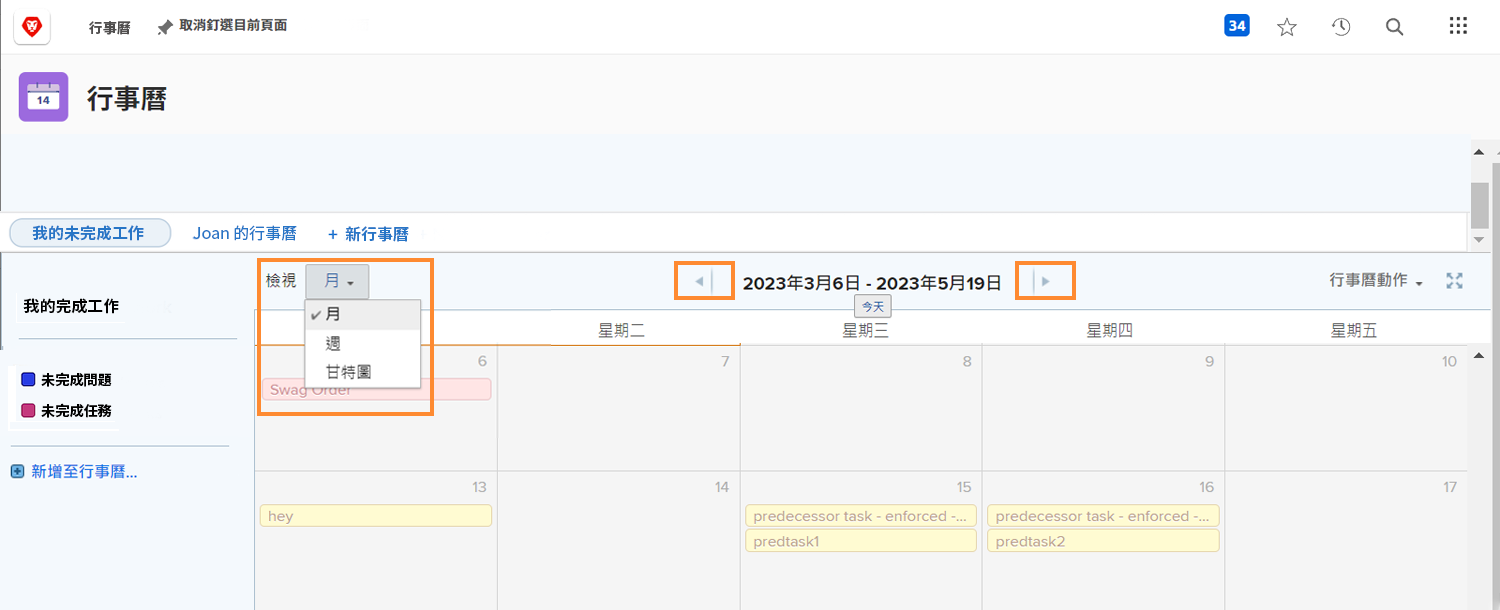 行事曆 取消釘選目前頁面 34
14 行事曆
我的未完成工作 Joan 的行事曆 + 新行事曆
檢視 月 2023年3月6日 - 2023年5月19日 行事曆動作
今天
我的完成工作
✔ 月
週
甘特圖
星期二 星期三 星期四 星期五
6 7 8 9 10
Swag Order
未完成問題
未完成任務
新增至行事曆...
13 14 15 16 17
hey predecessor task - enforced -... predecessor task - enforced -...
predtask1 predtask2